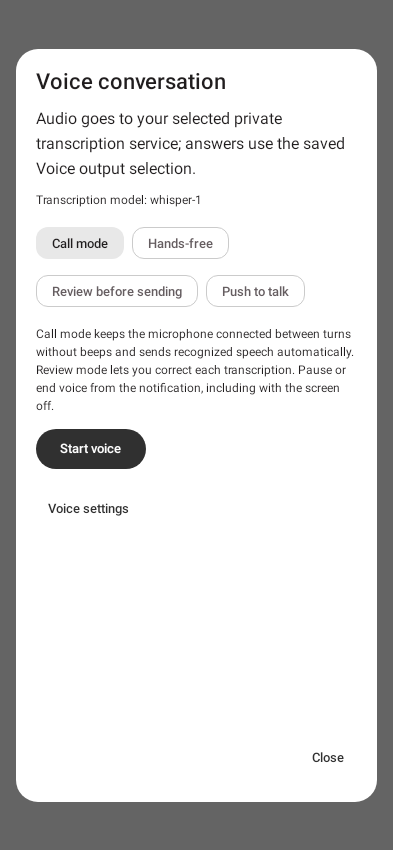 Voice conversation
Audio goes to your selected private
transcription service; answers use the saved
Voice output selection.
Transcription model: whisper-1
Call mode
Hands-free
Review before sending
Push to talk
Call mode keeps the microphone connected between turns
without beeps and sends recognized speech automatically.
Review mode lets you correct each transcription. Pause or
end voice from the notification, including with the screen
off.
Start voice
Voice settings
Close